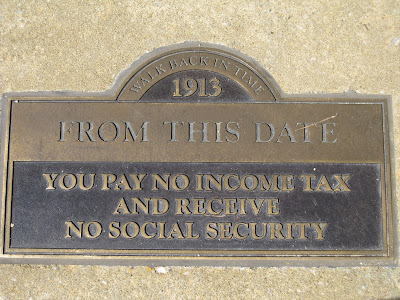 WALK BACK IN TIME
1913
FROM THIS DATE
YOU PAY NO INCOME TAX
AND RECEIVE
NO SOCIAL SECURITY